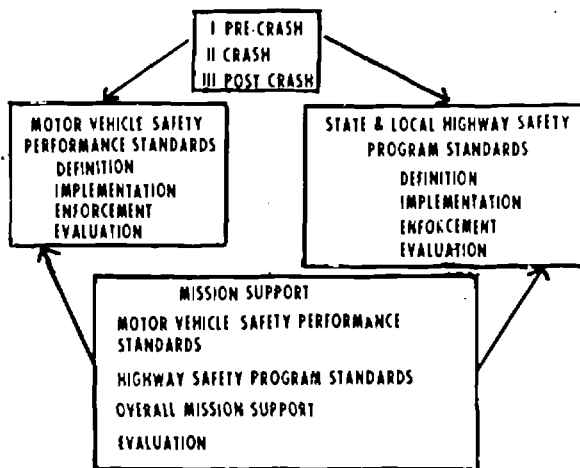 I PRE-CRASH
II CRASH
III POST CRASH
MOTOR VEHICLE SAFETY
PERFORMANCE STANDARDS
DEFINITION
IMPLEMENTATION
ENFORCEMENT
EVALUATION
STATE & LOCAL HIGHWAY SAFETY
PROGRAM STANDARDS
DEFINITION
IMPLEMENTATION
ENFORCEMENT
EVALUATION
MISSION SUPPORT
MOTOR VEHICLE SAFETY PERFORMANCE
STANDARDS
HIGHWAY SAFETY PROGRAM STANDARDS
OVERALL MISSION SUPPORT
EVALUATION